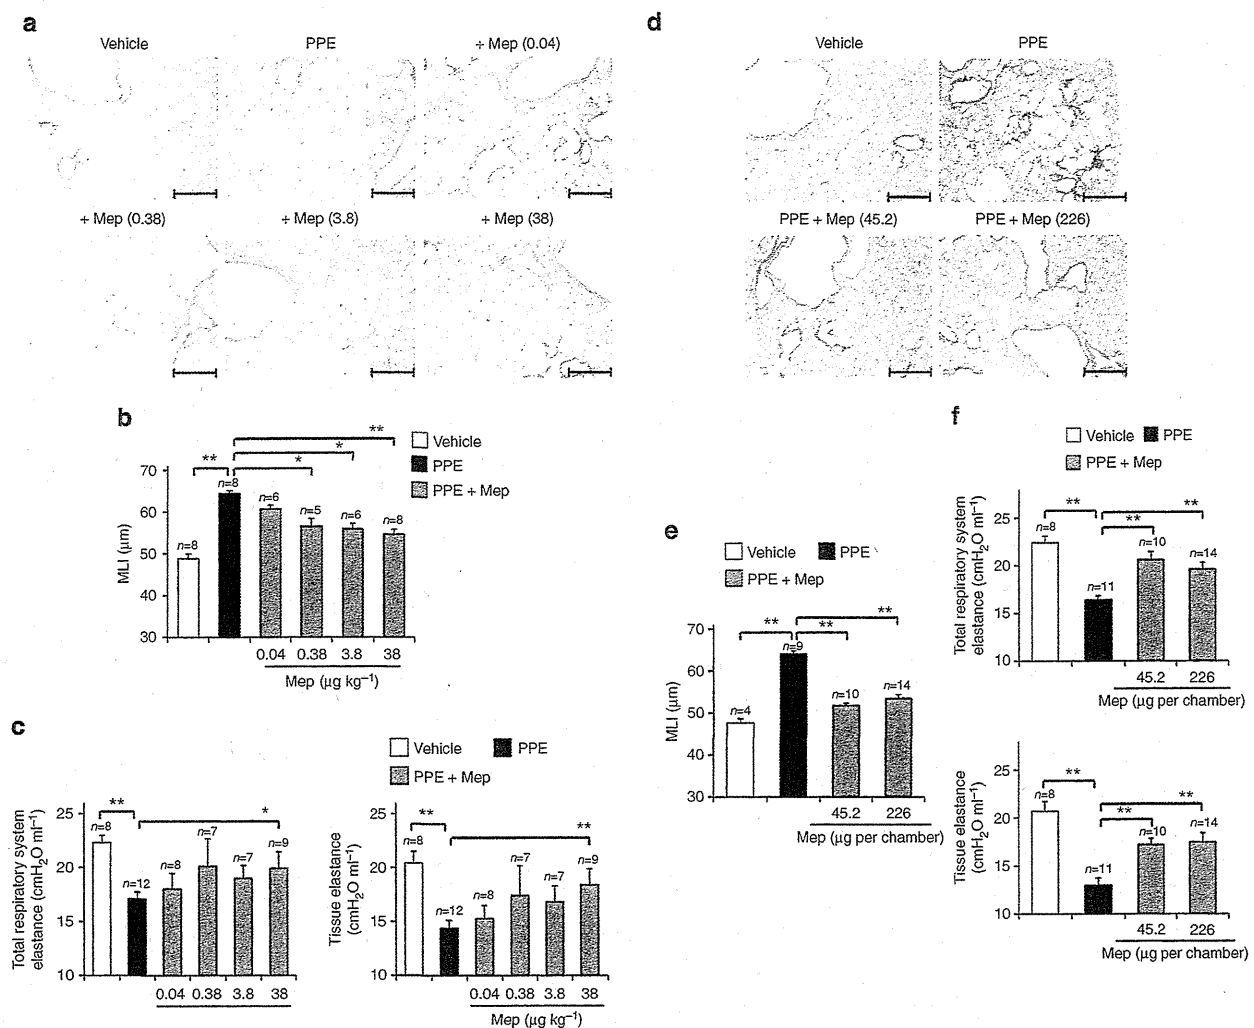 a
Vehicle PPE + Mep (0.04)
+ Mep (0.38) + Mep (3.8) + Mep (38)
b
Vehicle
PPE
PPE + Mep
** * * **
MLI (μm)
70
60
50
40
30
n=8 n=8 n=6 n=5 n=6 n=8
0.04 0.38 3.8 38
Mep (μg kg–1)
c
Total respiratory system
elastance (cmH2O ml–1)
25
20
15
10
** *
n=8 n=12 n=8 n=7 n=7 n=9
0.04 0.38 3.8 38
Vehicle PPE
PPE + Mep
Tissue elastance
(cmH2O ml–1)
25
20
15
10
** **
n=8 n=12 n=8 n=7 n=7 n=9
0.04 0.38 3.8 38
Mep (μg kg–1)
d
Vehicle PPE
PPE + Mep (45.2) PPE + Mep (226)
e
Vehicle PPE
PPE + Mep
MLI (μm)
70
60
50
40
30
** ** **
n=4 n=9 n=10 n=14
45.2 226
Mep (μg per chamber)
f
Vehicle PPE
PPE + Mep
Total respiratory system
elastance (cmH2O ml–1)
25
20
15
10
** ** **
n=8 n=11 n=10 n=14
45.2 226
Mep (μg per chamber)
Tissue elastance
(cmH2O ml–1)
25
20
15
10
** ** **
n=8 n=11 n=10 n=14
45.2 226
Mep (μg per chamber)